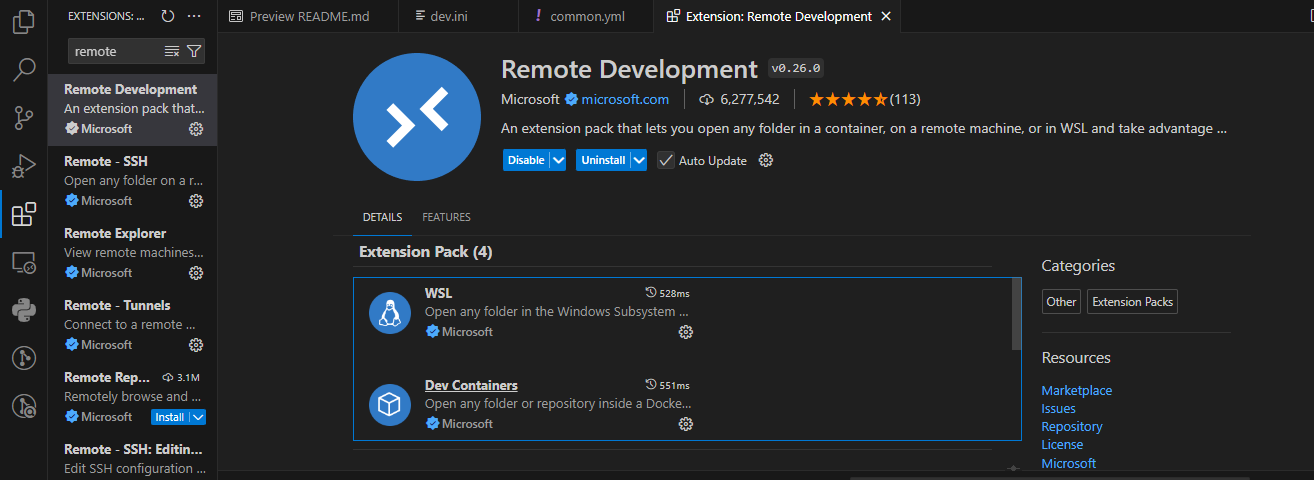 EXTENSIONS: ...
remote
Remote Development
An extension pack that...
Microsoft
Remote - SSH
Open any folder on a r...
Microsoft
Remote Explorer
View remote machines...
Microsoft
Remote - Tunnels
Connect to a remote ...
Microsoft
Remote Rep... 3.1M
Remotely browse and ...
Microsoft Install
Remote - SSH: Editin...
Edit SSH configuration ...
Preview README.md
dev.ini
! common.yml
Extension: Remote Development
Remote Development v0.26.0
Microsoft microsoft.com 6,277,542 (113)
An extension pack that lets you open any folder in a container, on a remote machine, or in WSL and take advantage ...
Disable Uninstall Auto Update
DETAILS FEATURES
Extension Pack (4)
WSL 528ms
Open any folder in the Windows Subsystem ...
Microsoft
Dev Containers 551ms
Open any folder or repository inside a Docke...
Microsoft
Categories
Other Extension Packs
Resources
Marketplace
Issues
Repository
License
Microsoft